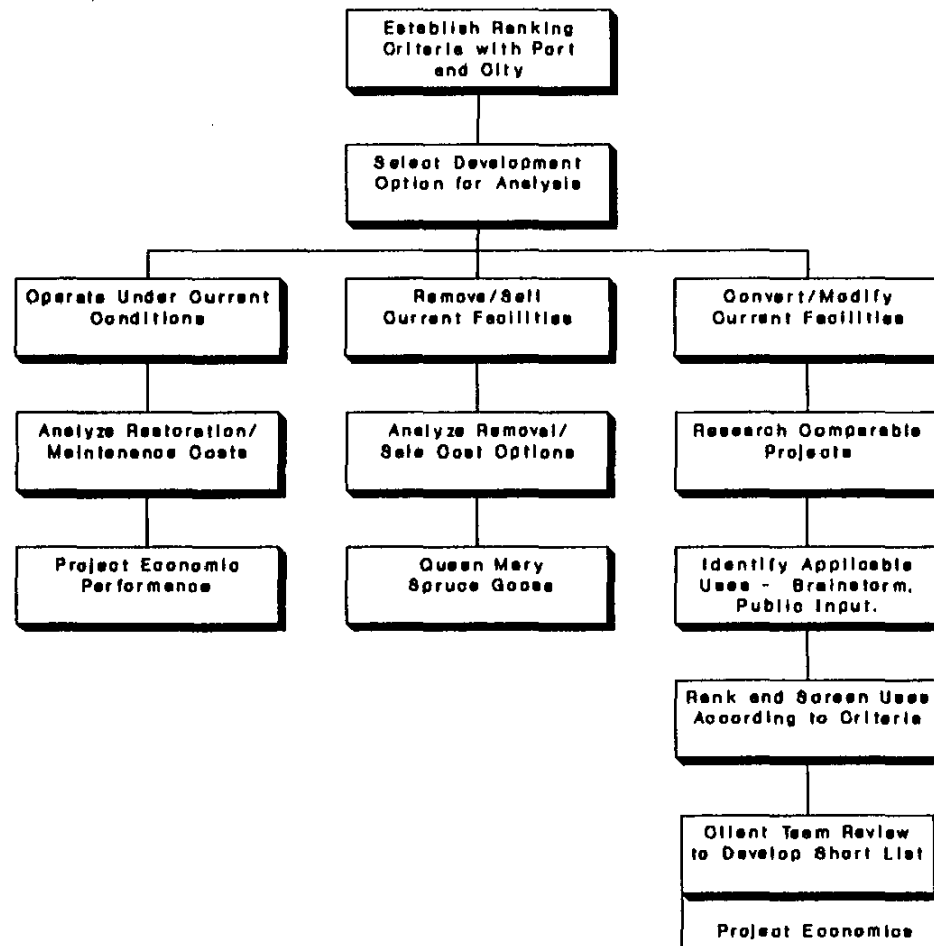 Establish Ranking
Criteria with Port
and City
Select Development
Option for Analysis
Operate Under Current
Conditions
Remove/Sell
Current Facilities
Convert/Modify
Current Facilities
Analyze Restoration/
Maintenance Costs
Analyze Removal/
Sale Cost Options
Research Comparable
Projects
Project Economic
Performance
Queen Mary
Spruce Goose
Identify Applicable
Uses - Brainstorm,
Public Input.
Rank and Screen Uses
According to Criteria
Client Team Review
to Develop Short List
Project Economics